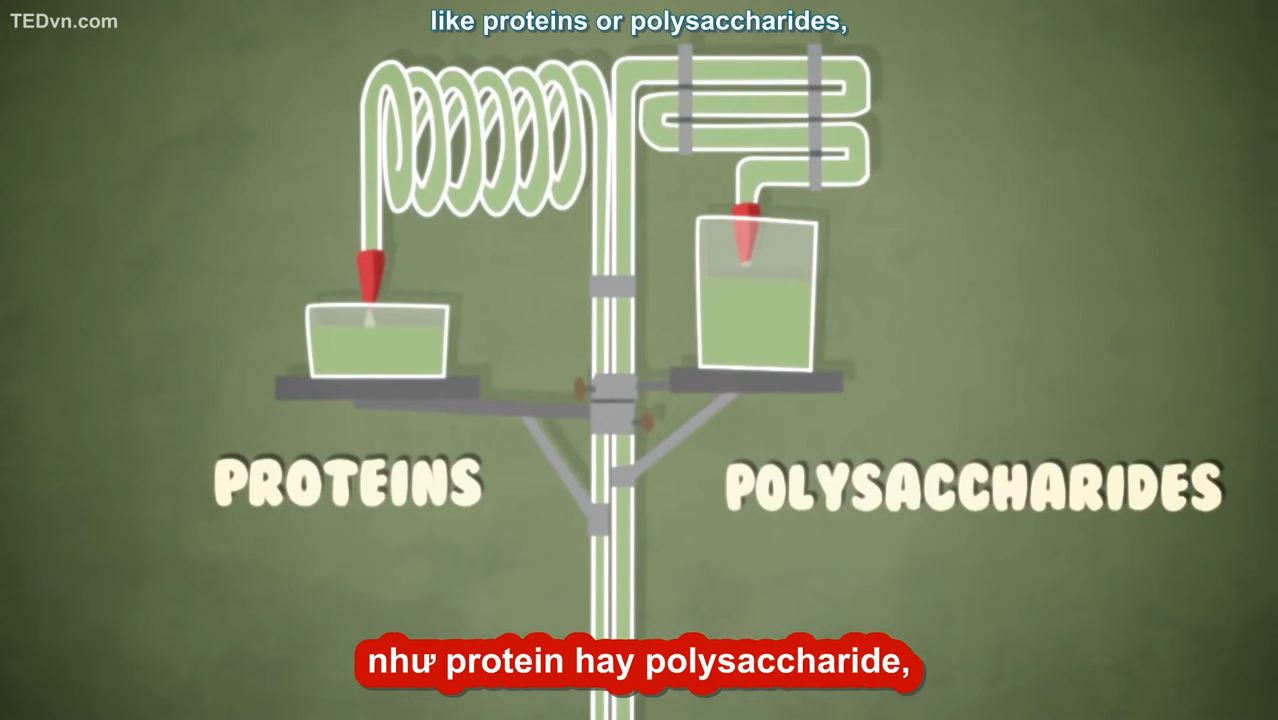 TEDvn.com
like proteins or polysaccharides,
PROTEINS
POLYSACCHARIDES
như protein hay polysaccharide,